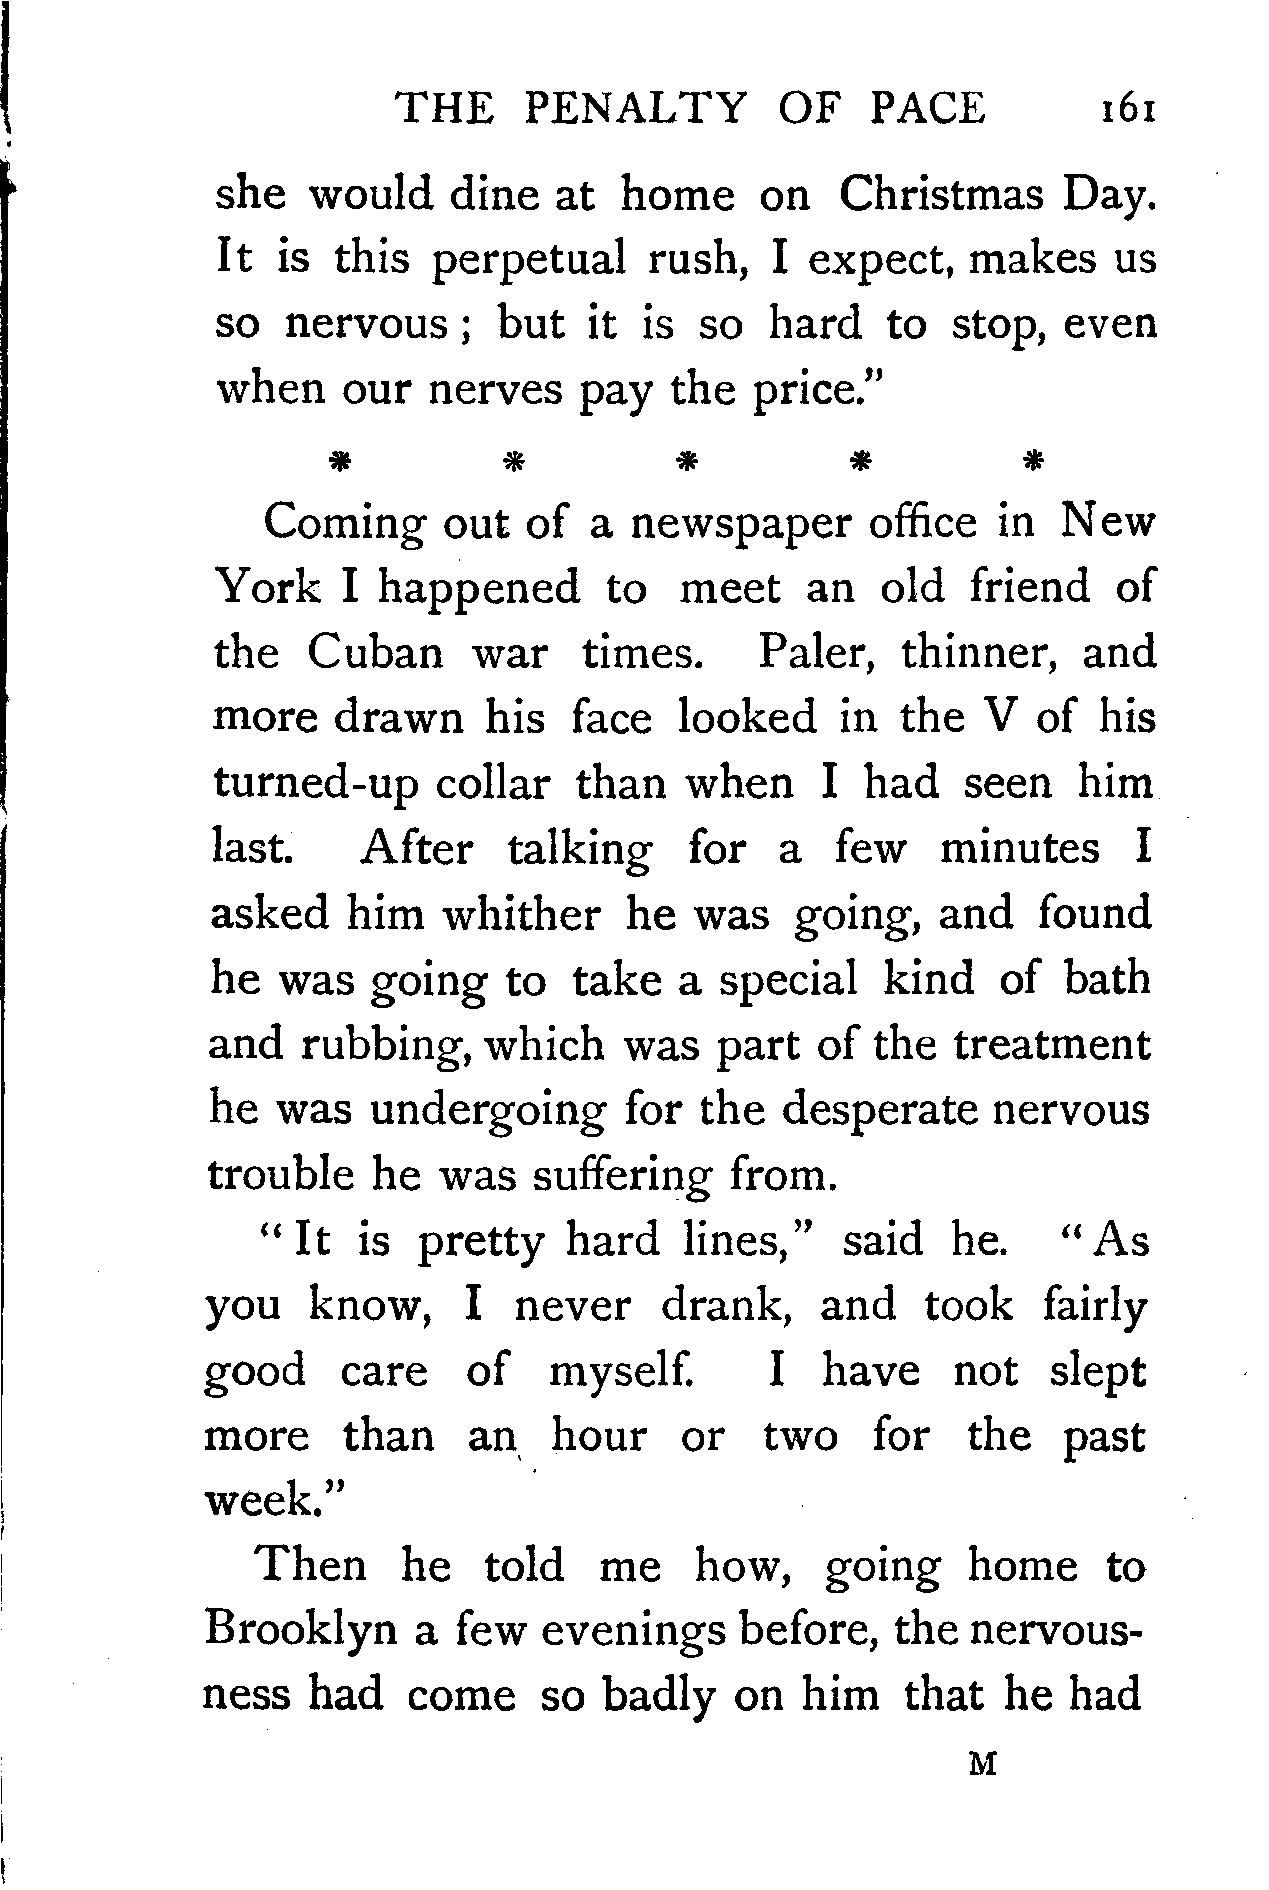 THE PENALTY OF PACE 161
she would dine at home on Christmas Day.
It is this perpetual rush, I expect, makes us
so nervous ; but it is so hard to stop, even
when our nerves pay the price."
* * * * *
Coming out of a newspaper office in New
York I happened to meet an old friend of
the Cuban war times. Paler, thinner, and
more drawn his face looked in the V of his
turned-up collar than when I had seen him
last. After talking for a few minutes I
asked him whither he was going, and found
he was going to take a special kind of bath
and rubbing, which was part of the treatment
he was undergoing for the desperate nervous
trouble he was suffering from.
" It is pretty hard lines," said he. " As
you know, I never drank, and took fairly
good care of myself. I have not slept
more than an hour or two for the past
week."
Then he told me how, going home to
Brooklyn a few evenings before, the nervous-
ness had come so badly on him that he had
M